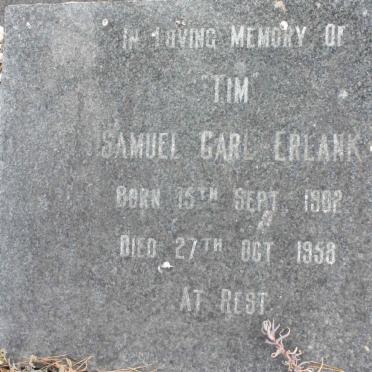 IN LOVING MEMORY OF
"TIM"
SAMUEL CARL ERLANK
BORN 15TH SEPT. 1902
DIED 27TH OCT 1958
AT REST